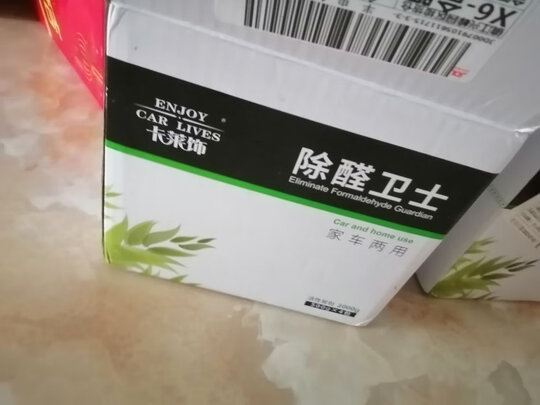 ENJOY
CAR LIVES
卡莱饰
除醛卫士
Eliminate Formaldehyde Guardian
Car and home use
家车两用
2000g
X6-